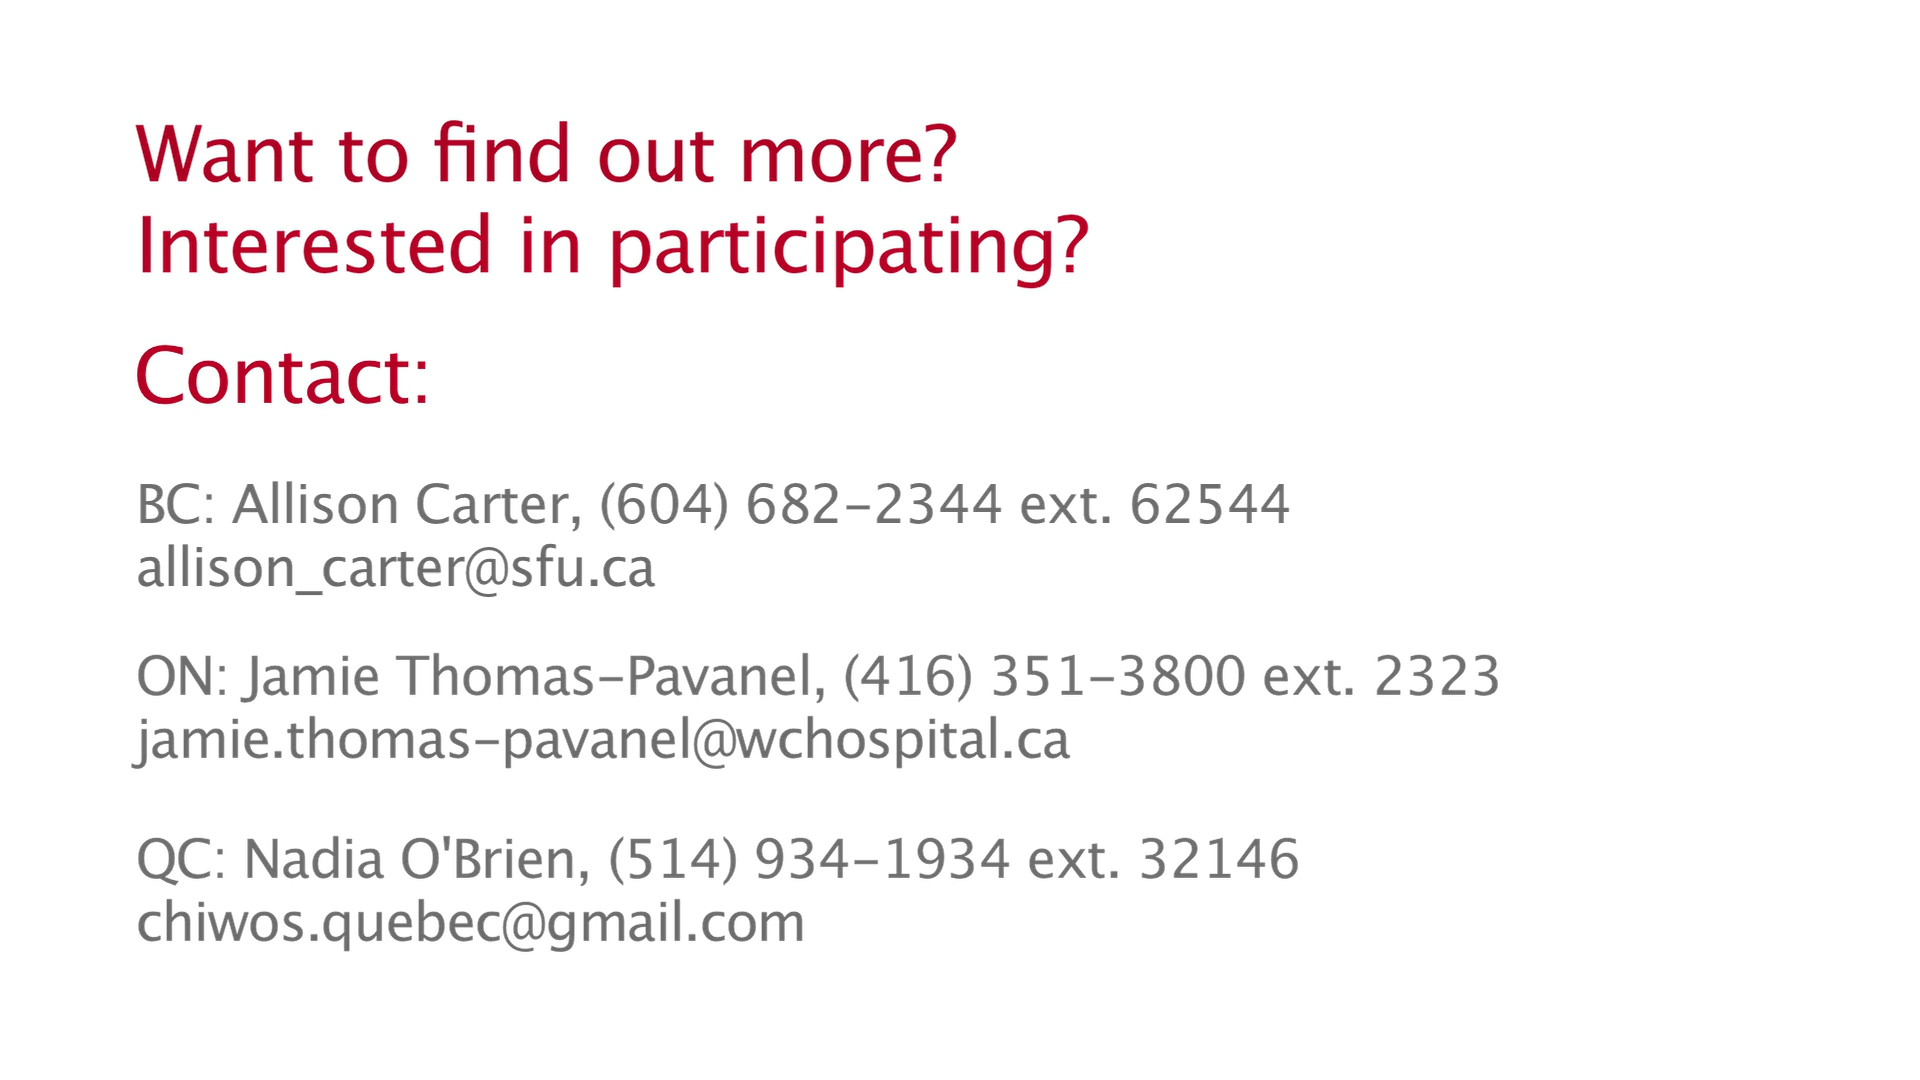 Want to find out more?
Interested in participating?
Contact:
BC: Allison Carter, (604) 682-2344 ext. 62544
allison_carter@sfu.ca
ON: Jamie Thomas-Pavanel, (416) 351-3800 ext. 2323
jamie.thomas-pavanel@wchospital.ca
QC: Nadia O'Brien, (514) 934-1934 ext. 32146
chiwos.quebec@gmail.com